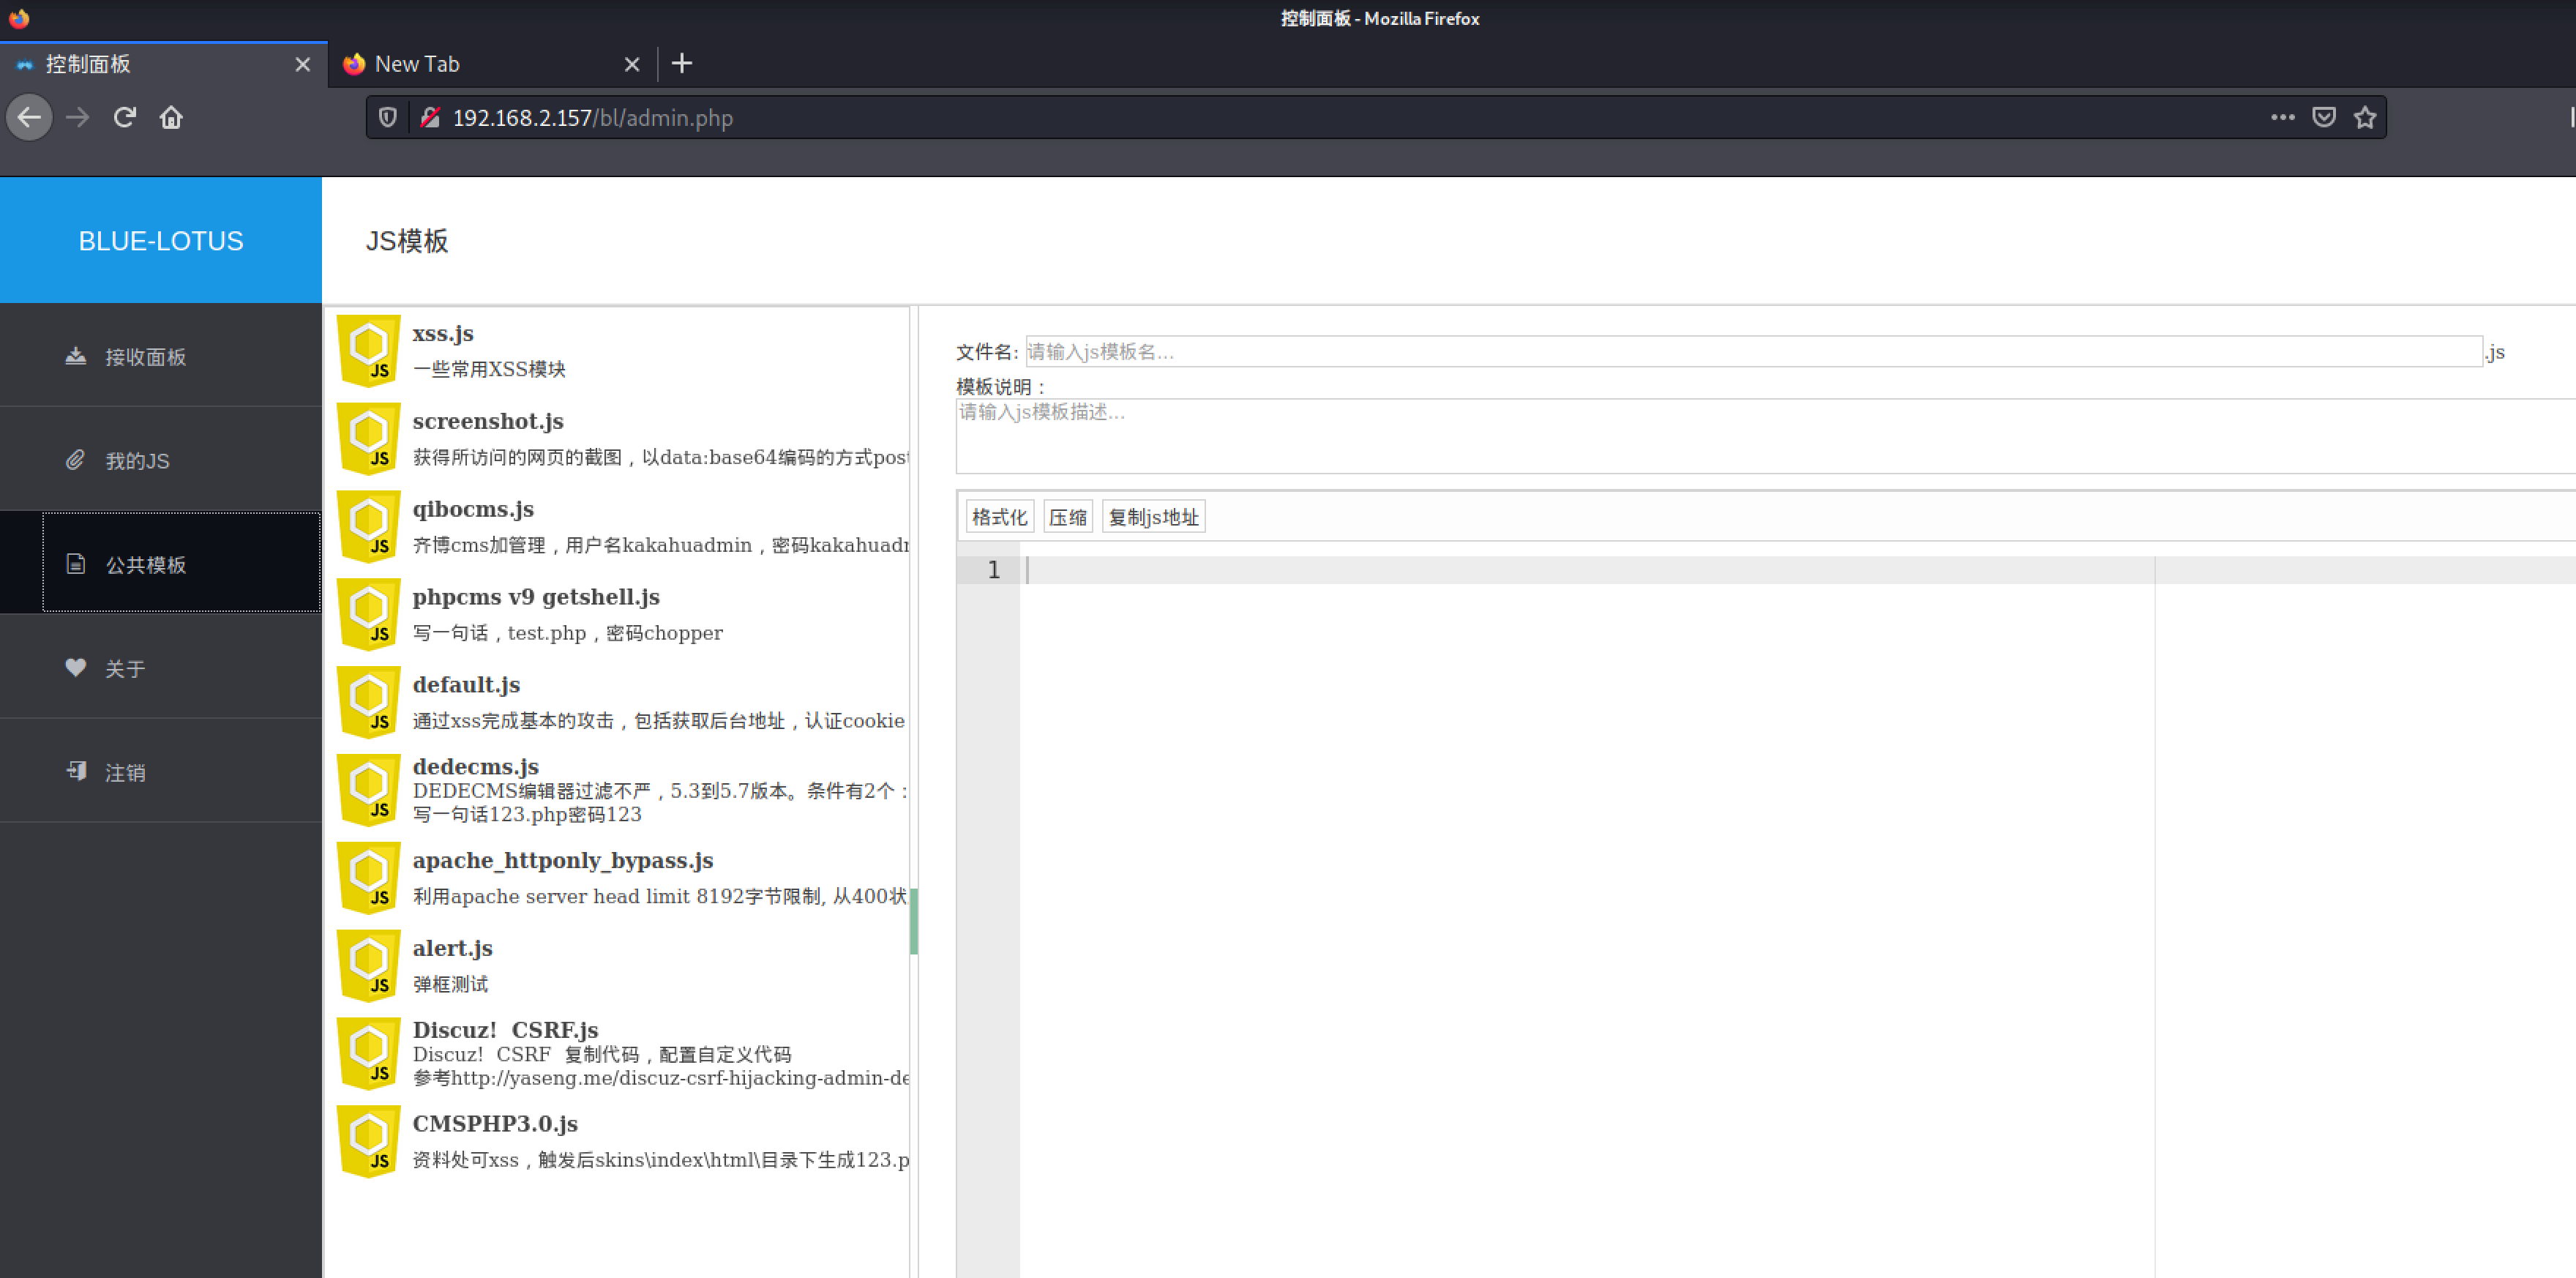 控制面板 - Mozilla Firefox
控制面板
New Tab
192.168.2.157/bl/admin.php
BLUE-LOTUS
JS模板
接收面板
我的JS
公共模板
关于
注销
xss.js
一些常用XSS模块
screenshot.js
获得所访问的网页的截图，以data:base64编码的方式post
qibocms.js
齐博cms加管理，用户名kakahuadmin，密码kakahuadm
phpcms v9 getshell.js
写一句话，test.php，密码chopper
default.js
通过xss完成基本的攻击，包括获取后台地址，认证cookie
dedecms.js
DEDECMS编辑器过滤不严，5.3到5.7版本。条件有2个：
写一句话123.php密码123
apache_httponly_bypass.js
利用apache server head limit 8192字节限制, 从400状
alert.js
弹框测试
Discuz! CSRF.js
Discuz! CSRF 复制代码，配置自定义代码
参考http://yaseng.me/discuz-csrf-hijacking-admin-de
CMSPHP3.0.js
资料处可xss，触发后skins\index\html\目录下生成123.p
文件名: 请输入js模板名... .js
模板说明：
请输入js模板描述...
格式化 压缩 复制js地址
1
JS
JS
JS
JS
JS
JS
JS
JS
JS
JS